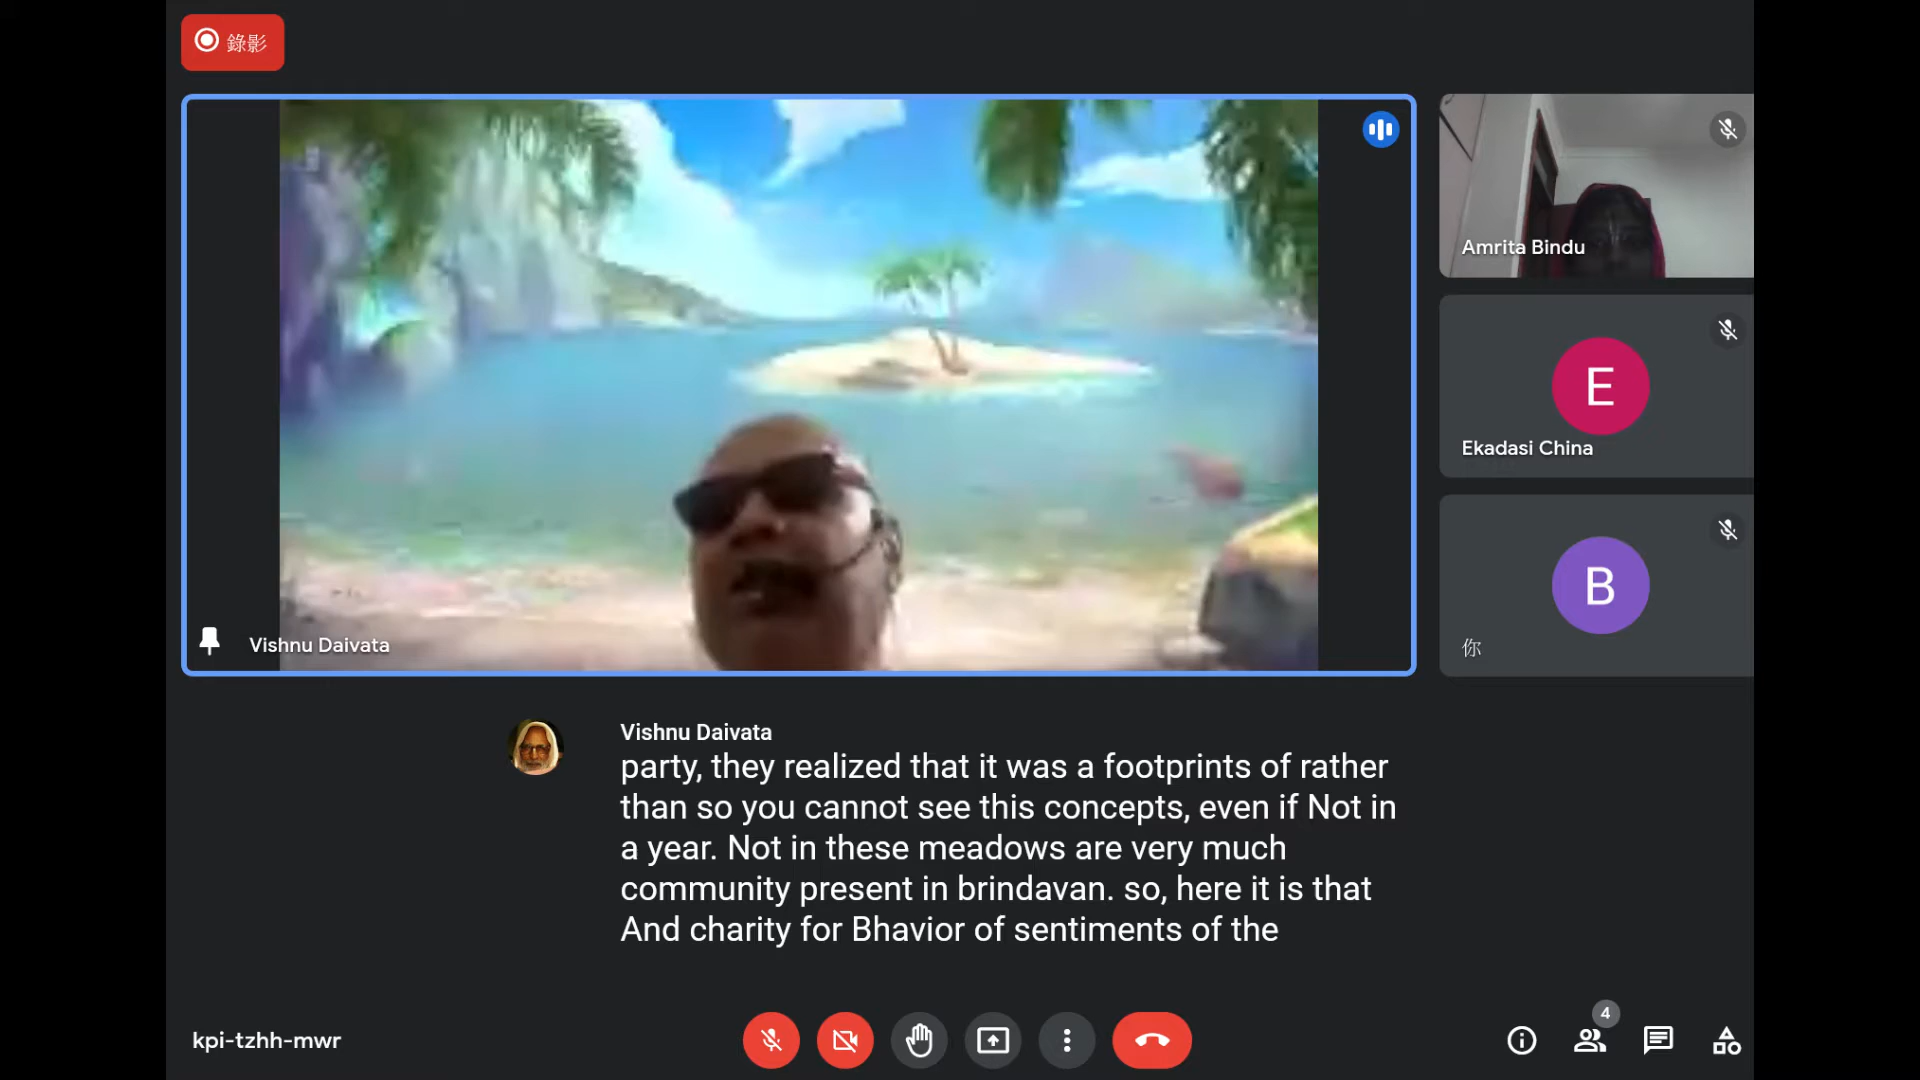 錄影
Amrita Bindu
E
Ekadasi China
B
你
Vishnu Daivata
Vishnu Daivata
party, they realized that it was a footprints of rather
than so you cannot see this concepts, even if Not in
a year. Not in these meadows are very much
community present in brindavan. so, here it is that
And charity for Bhavior of sentiments of the
kpi-tzhh-mwr
4